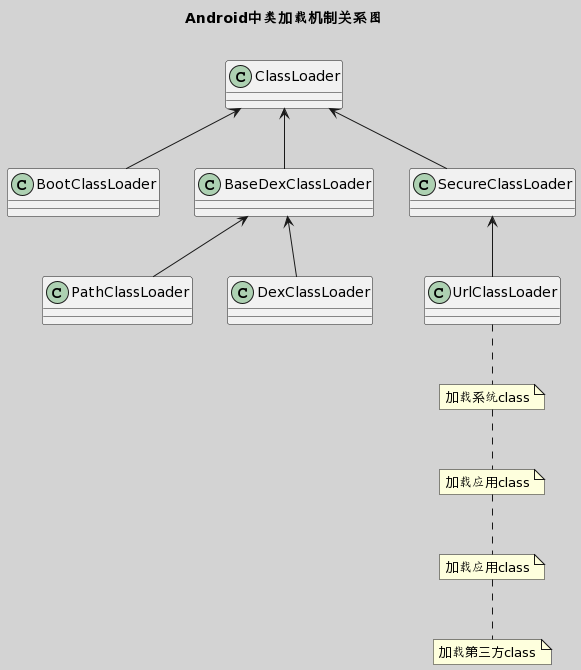 Android中类加载机制关系图
C ClassLoader
C BootClassLoader
C BaseDexClassLoader
C SecureClassLoader
C PathClassLoader
C DexClassLoader
C UrlClassLoader
加载系统class
加载应用class
加载应用class
加载第三方class